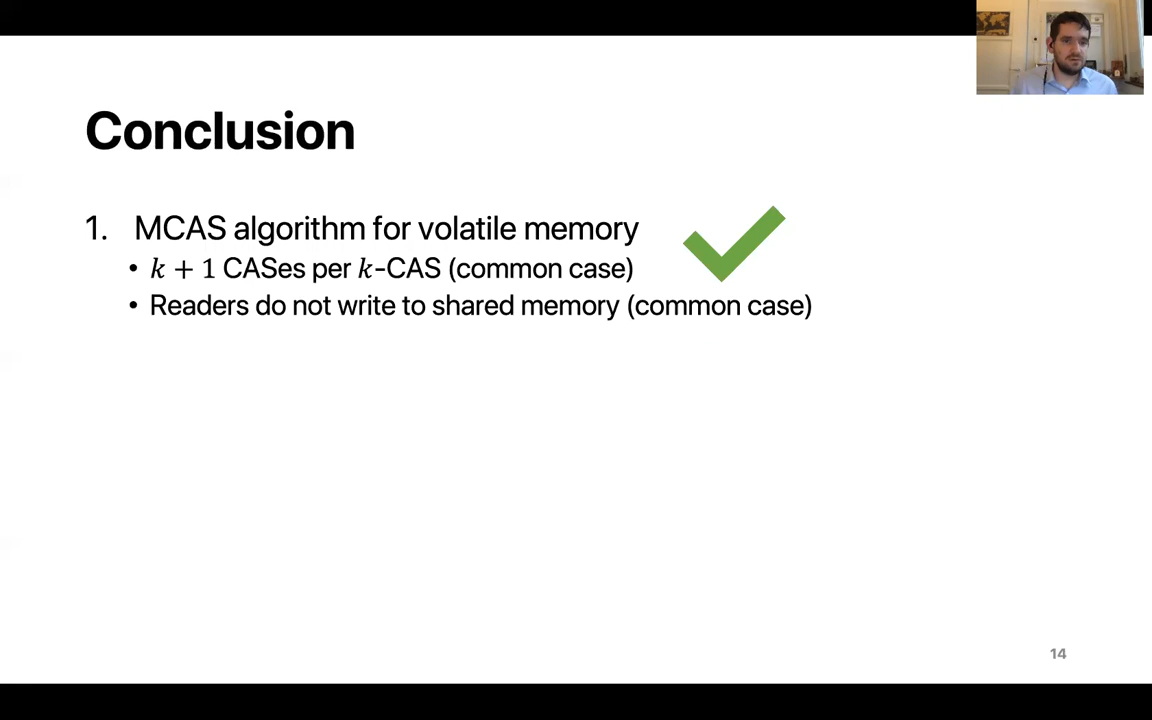 Conclusion
1. MCAS algorithm for volatile memory
• k + 1 CASes per k-CAS (common case)
• Readers do not write to shared memory (common case)
14